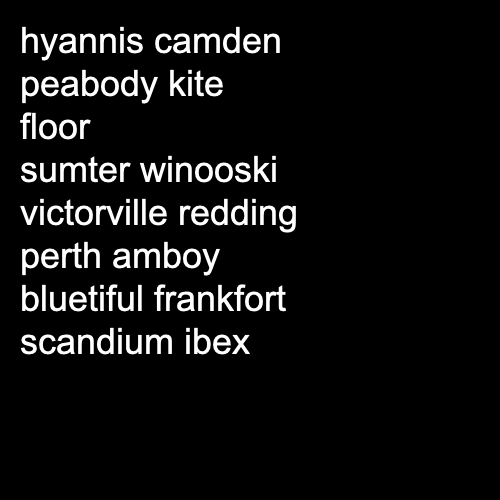 hyannis camden
peabody kite
floor
sumter winooski
victorville redding
perth amboy
bluetiful frankfort
scandium ibex